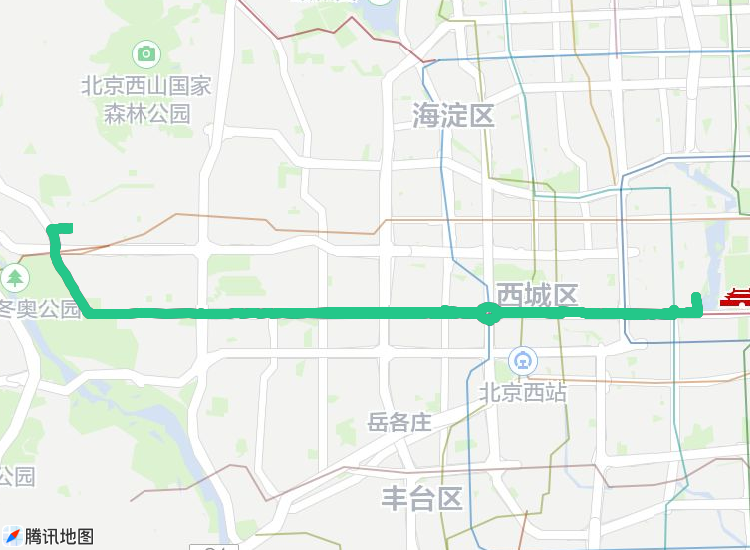 北京西山国家
森林公园
海淀区
西城区
冬奥公园
北京西站
岳各庄
公园
丰台区
腾讯地图